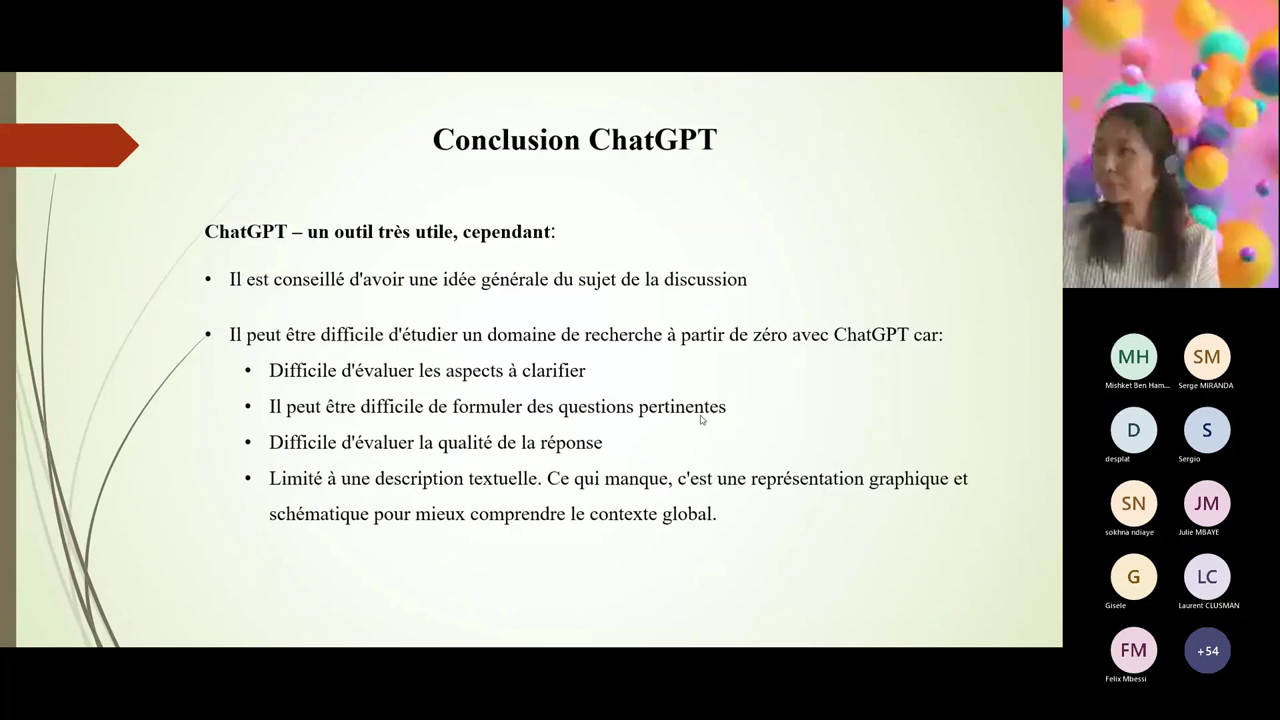 Conclusion ChatGPT
ChatGPT – un outil très utile, cependant:
• Il est conseillé d'avoir une idée générale du sujet de la discussion
• Il peut être difficile d'étudier un domaine de recherche à partir de zéro avec ChatGPT car:
• Difficile d'évaluer les aspects à clarifier
• Il peut être difficile de formuler des questions pertinentes
• Difficile d'évaluer la qualité de la réponse
• Limité à une description textuelle. Ce qui manque, c'est une représentation graphique et
schématique pour mieux comprendre le contexte global.
MH SM
Mishket Ben Ham... Serge MIRANDA
D S
desplat Sergio
SN JM
sokhna ndiaye Julie MBAYE
G LC
Gisele Laurent CLUSMAN
FM +54
Felix Mbessi